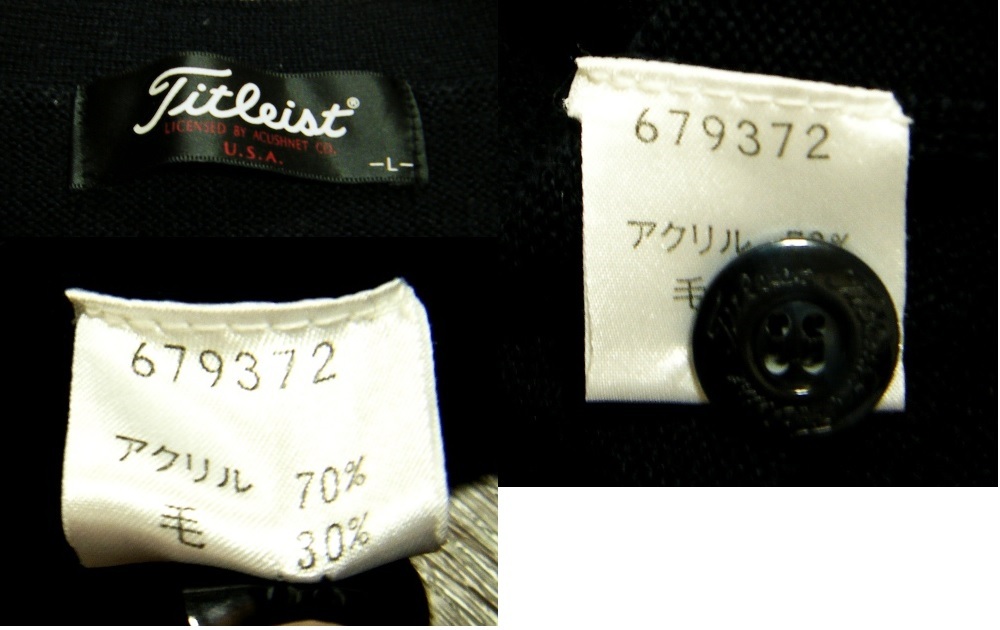 Titleist®
LICENSED BY ACUSHNET CO.
U.S.A.
-L-
679372
アクリル 70%
毛 30%
679372
アクリル 70%
毛